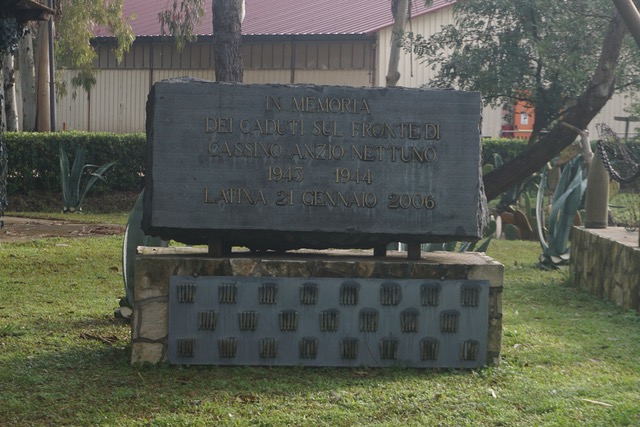 IN MEMORIA
DEI CADUTI SUL FRONTE DI
CASSINO ANZIO NETTUNO
1943 1944
LATINA 21 GENNAIO 2006